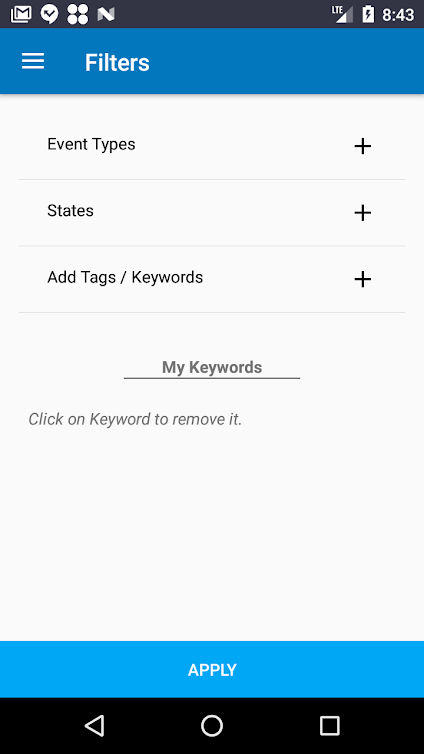 LTE 8:43
Filters
Event Types
States
Add Tags / Keywords
My Keywords
Click on Keyword to remove it.
APPLY